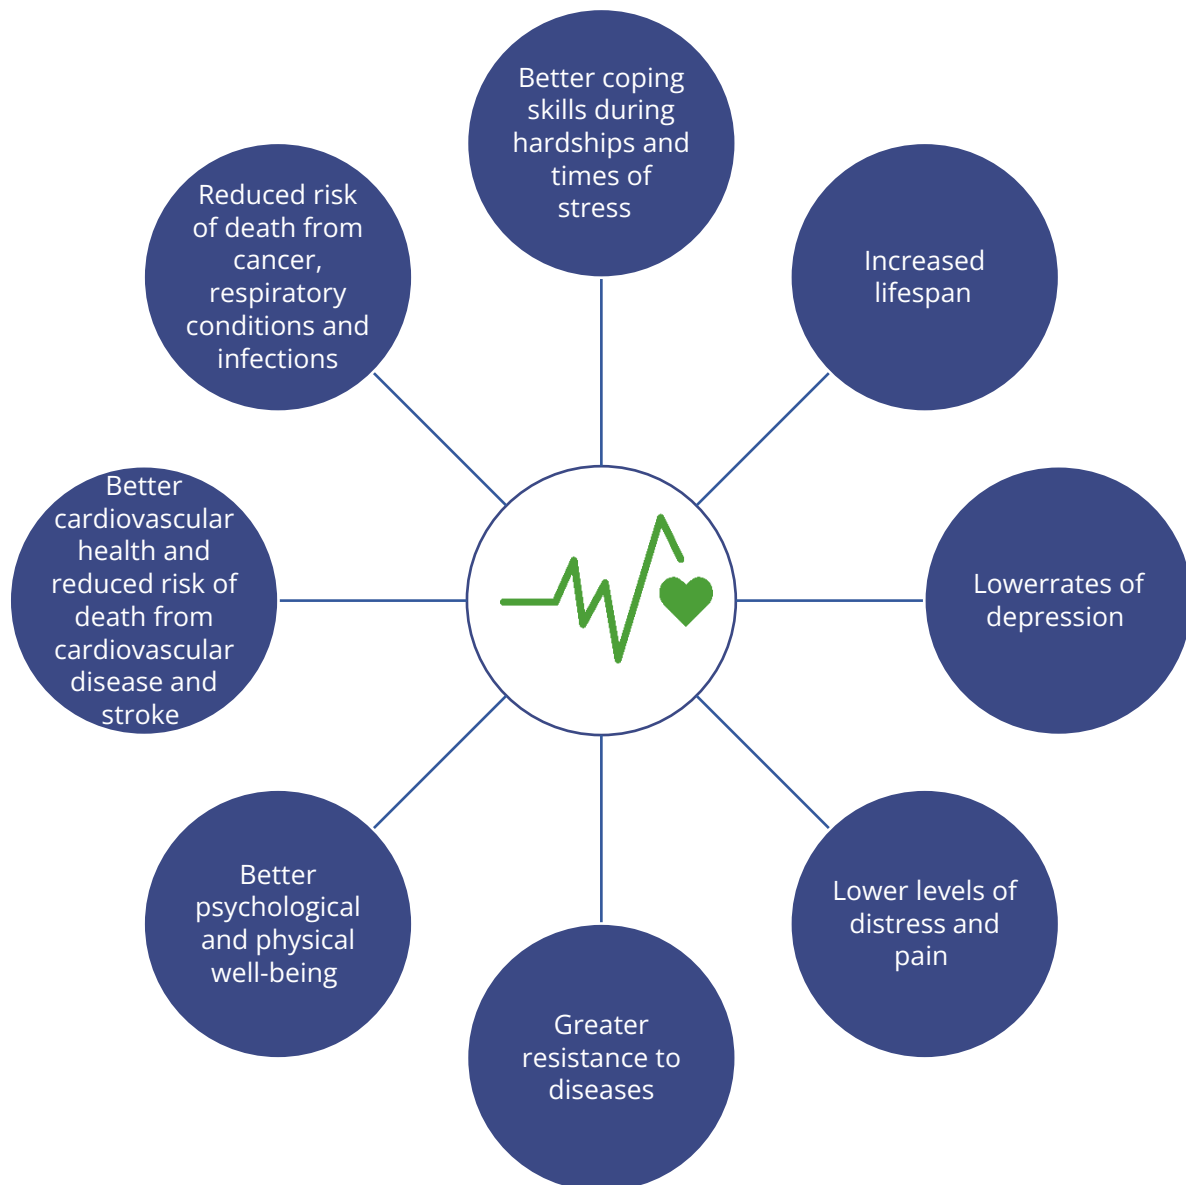 Better coping
skills during
hardships and
times of
stress
Increased
lifespan
Lowerrates of
depression
Lower levels of
distress and
pain
Greater
resistance to
diseases
Better
psychological
and physical
well-being
Better
cardiovascular
health and
reduced risk of
death from
cardiovascular
disease and
stroke
Reduced risk
of death from
cancer,
respiratory
conditions and
infections